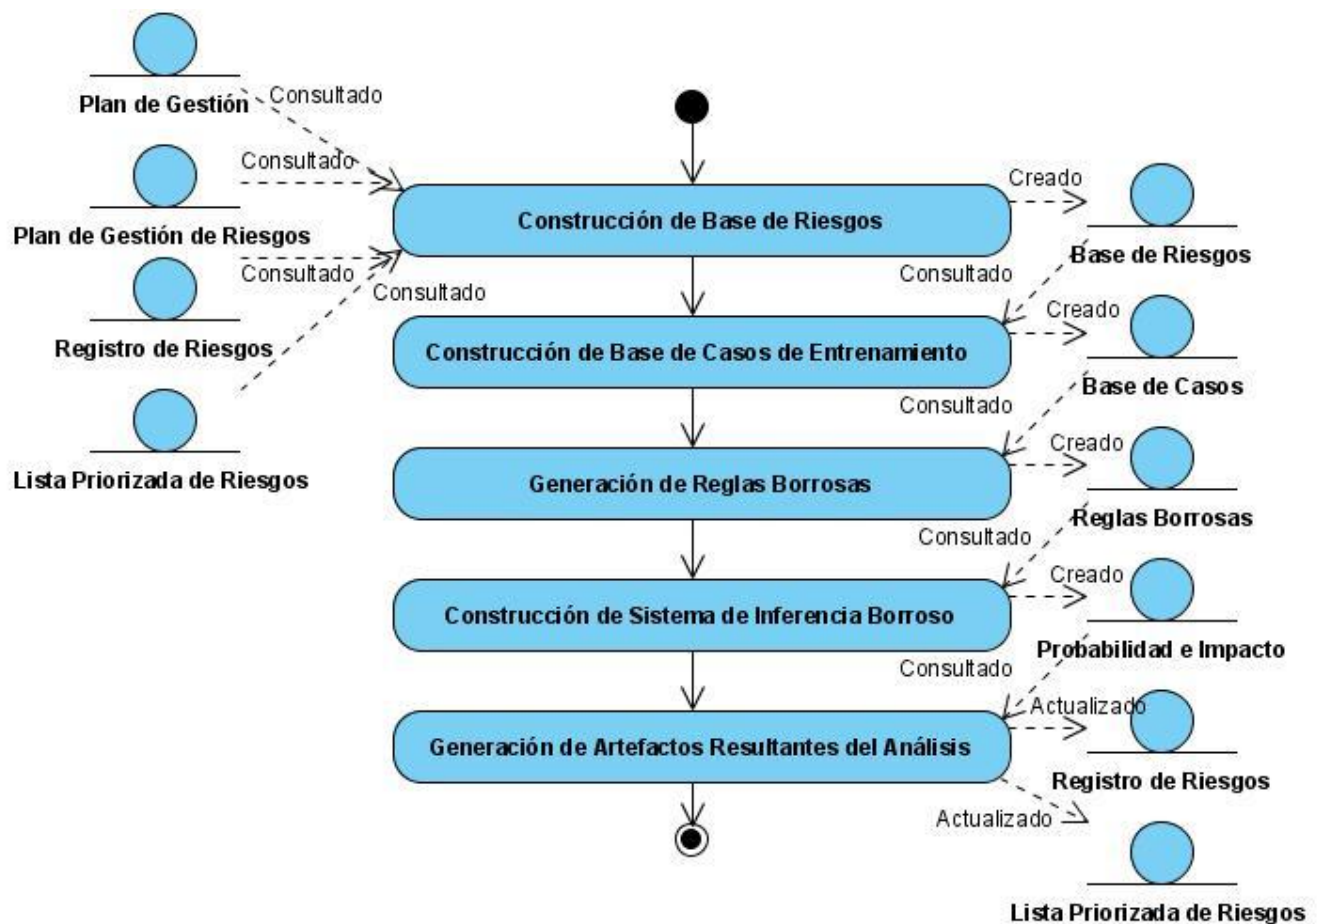 Plan de Gestión
Consultado
Consultado
Plan de Gestión de Riesgos
Consultado
Consultado
Registro de Riesgos
Lista Priorizada de Riesgos
Construcción de Base de Riesgos
Creado
Base de Riesgos
Consultado
Construcción de Base de Casos de Entrenamiento
Creado
Base de Casos
Consultado
Generación de Reglas Borrosas
Creado
Reglas Borrosas
Consultado
Construcción de Sistema de Inferencia Borroso
Creado
Probabilidad e Impacto
Consultado
Generación de Artefactos Resultantes del Análisis
Actualizado
Registro de Riesgos
Actualizado
Lista Priorizada de Riesgos